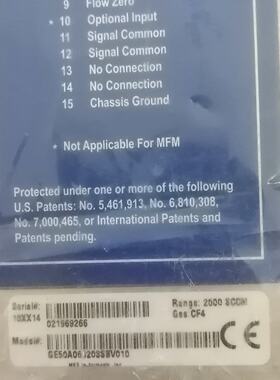 9 Flow Zero
* 10 Optional Input
11 Signal Common
12 Signal Common
13 No Connection
14 No Connection
15 Chassis Ground
* Not Applicable For MFM
Protected under one or more of the following
U.S. Patents: No. 5,461,913, No. 6,810,308,
No. 7,000,465, or International Patents and
Patents pending.
Serial#: Range: 2000 SCCM
021969266 Gas CF4
Model#: